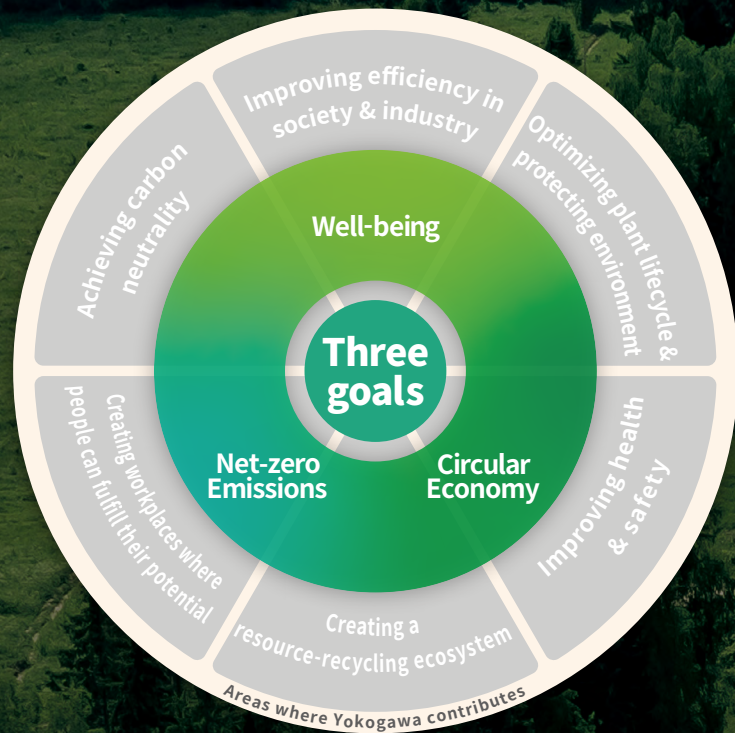 Improving efficiency in
society & industry
Optimizing plant lifecycle &
protecting environment
Improving health
& safety
Creating a
resource-recycling ecosystem
Creating workplaces where
people can fulfill their potential
Achieving carbon
neutrality
Well-being
Circular
Economy
Net-zero
Emissions
Three
goals
Areas where Yokogawa contributes